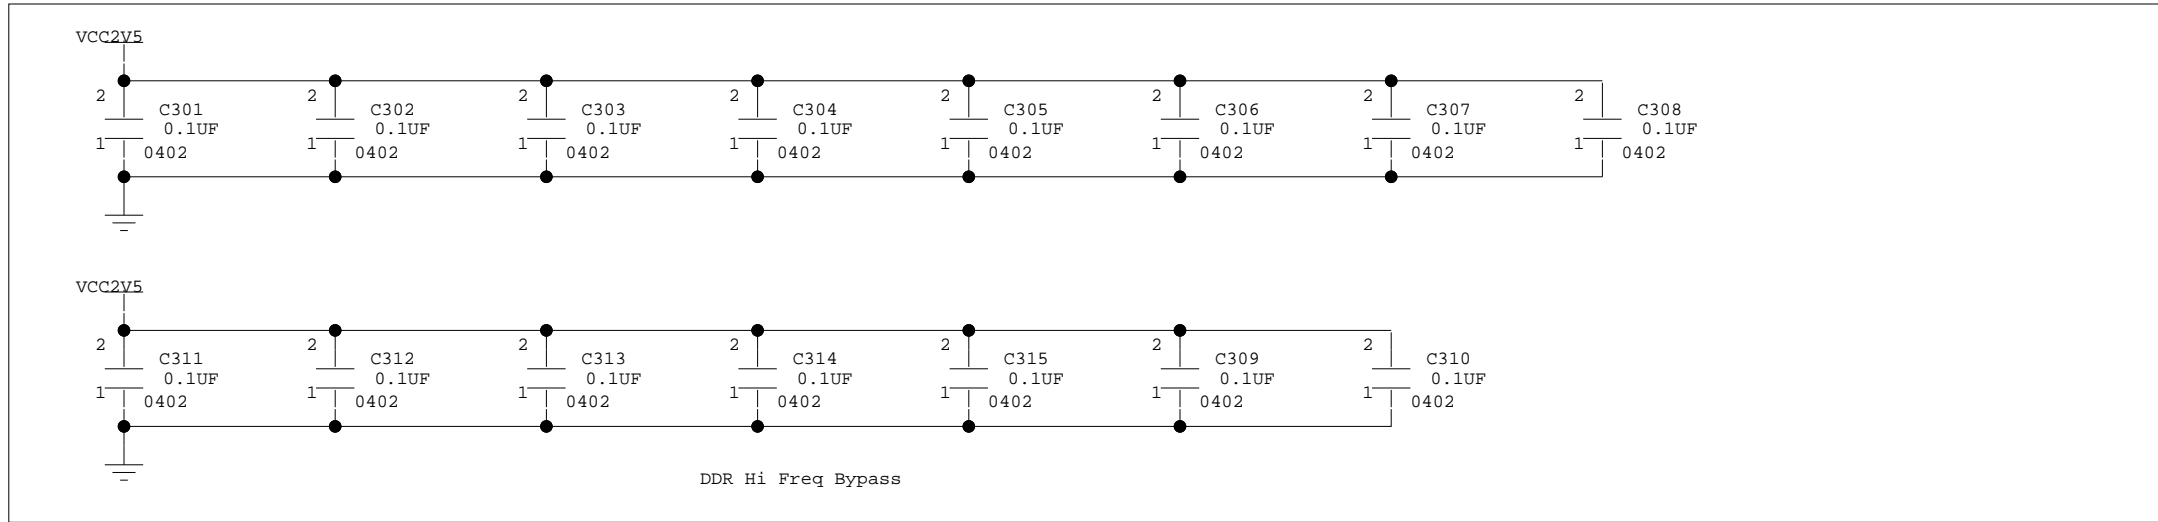 VCC2V5
2 2 2 2 2 2 2 2
C301 C302 C303 C304 C305 C306 C307 C308
0.1UF 0.1UF 0.1UF 0.1UF 0.1UF 0.1UF 0.1UF 0.1UF
1 1 1 1 1 1 1 1
0402 0402 0402 0402 0402 0402 0402 0402
VCC2V5
2 2 2 2 2 2 2
C311 C312 C313 C314 C315 C309 C310
0.1UF 0.1UF 0.1UF 0.1UF 0.1UF 0.1UF 0.1UF
1 1 1 1 1 1 1
0402 0402 0402 0402 0402 0402 0402
DDR Hi Freq Bypass